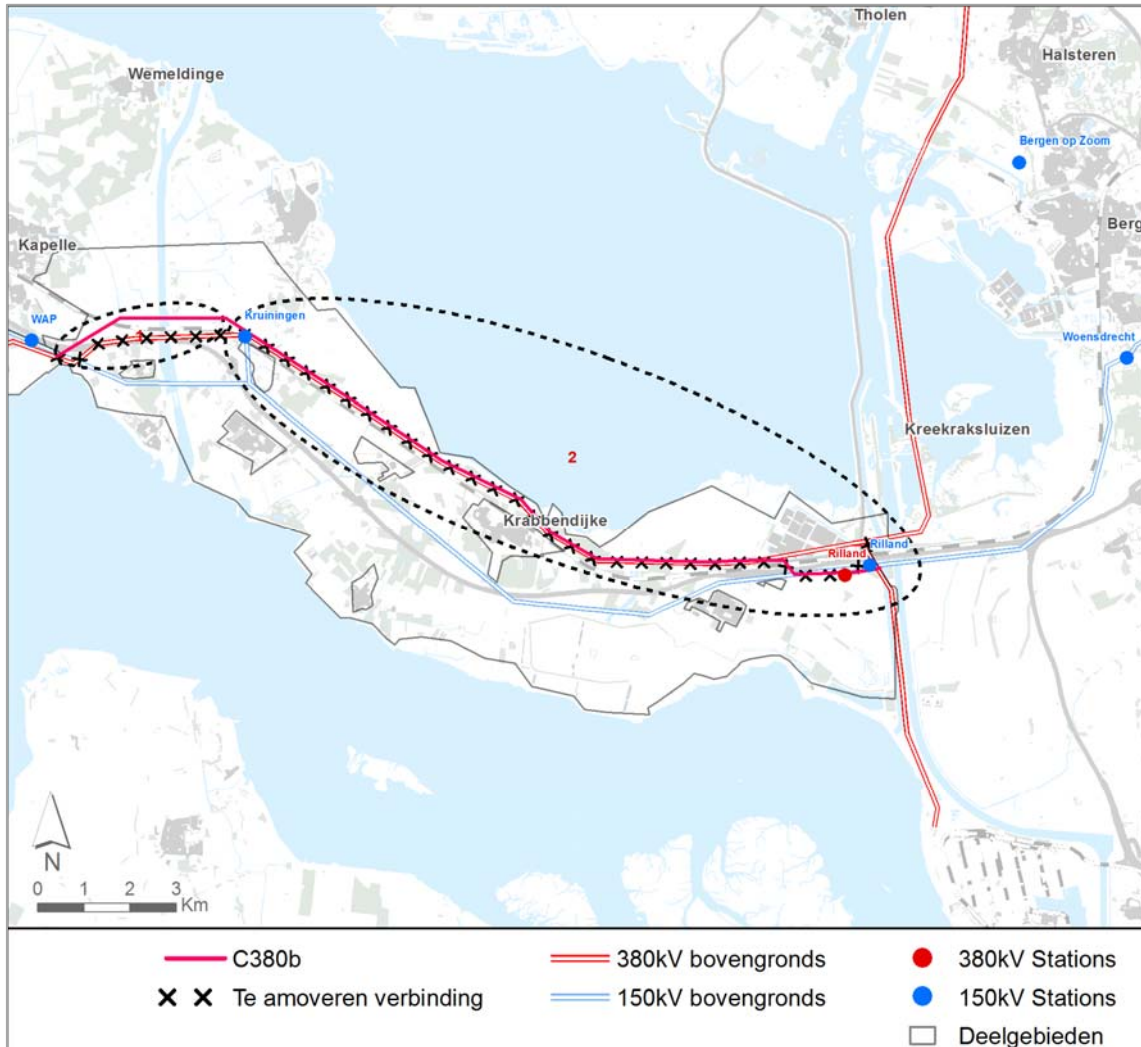 Tholen
Halsteren
Wemeldinge
Bergen op Zoom
Berg
Kapelle
WAP
Kruiningen
Woensdrecht
Kreekraksluizen
2
Krabbendijke
Rilland
Rilland
N
0 1 2 3
Km
C380b
380kV bovengronds
380kV Stations
Te amoveren verbinding
150kV bovengronds
150kV Stations
Deelgebieden